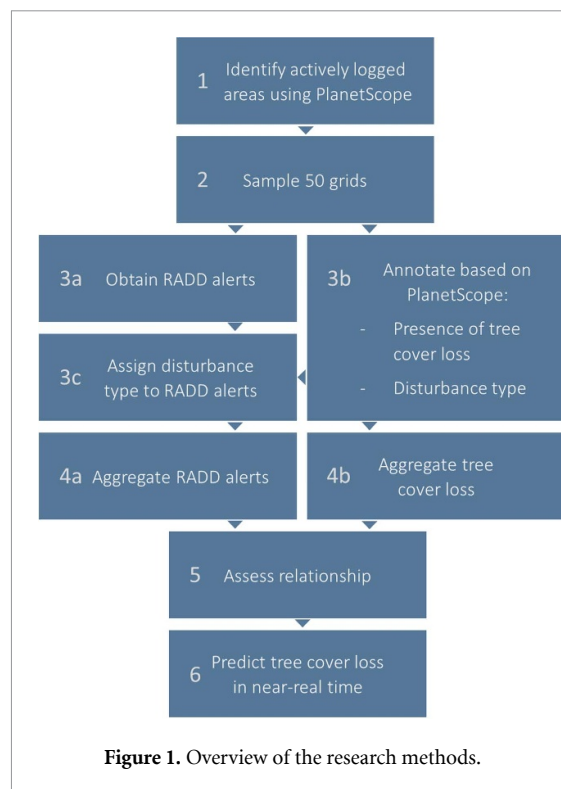 1 Identify actively logged
areas using PlanetScope
2 Sample 50 grids
3a Obtain RADD alerts
3b Annotate based on
PlanetScope:
- Presence of tree
cover loss
- Disturbance type
3c Assign disturbance
type to RADD alerts
4a Aggregate RADD alerts
4b Aggregate tree
cover loss
5 Assess relationship
6 Predict tree cover loss
in near-real time
Figure 1. Overview of the research methods.